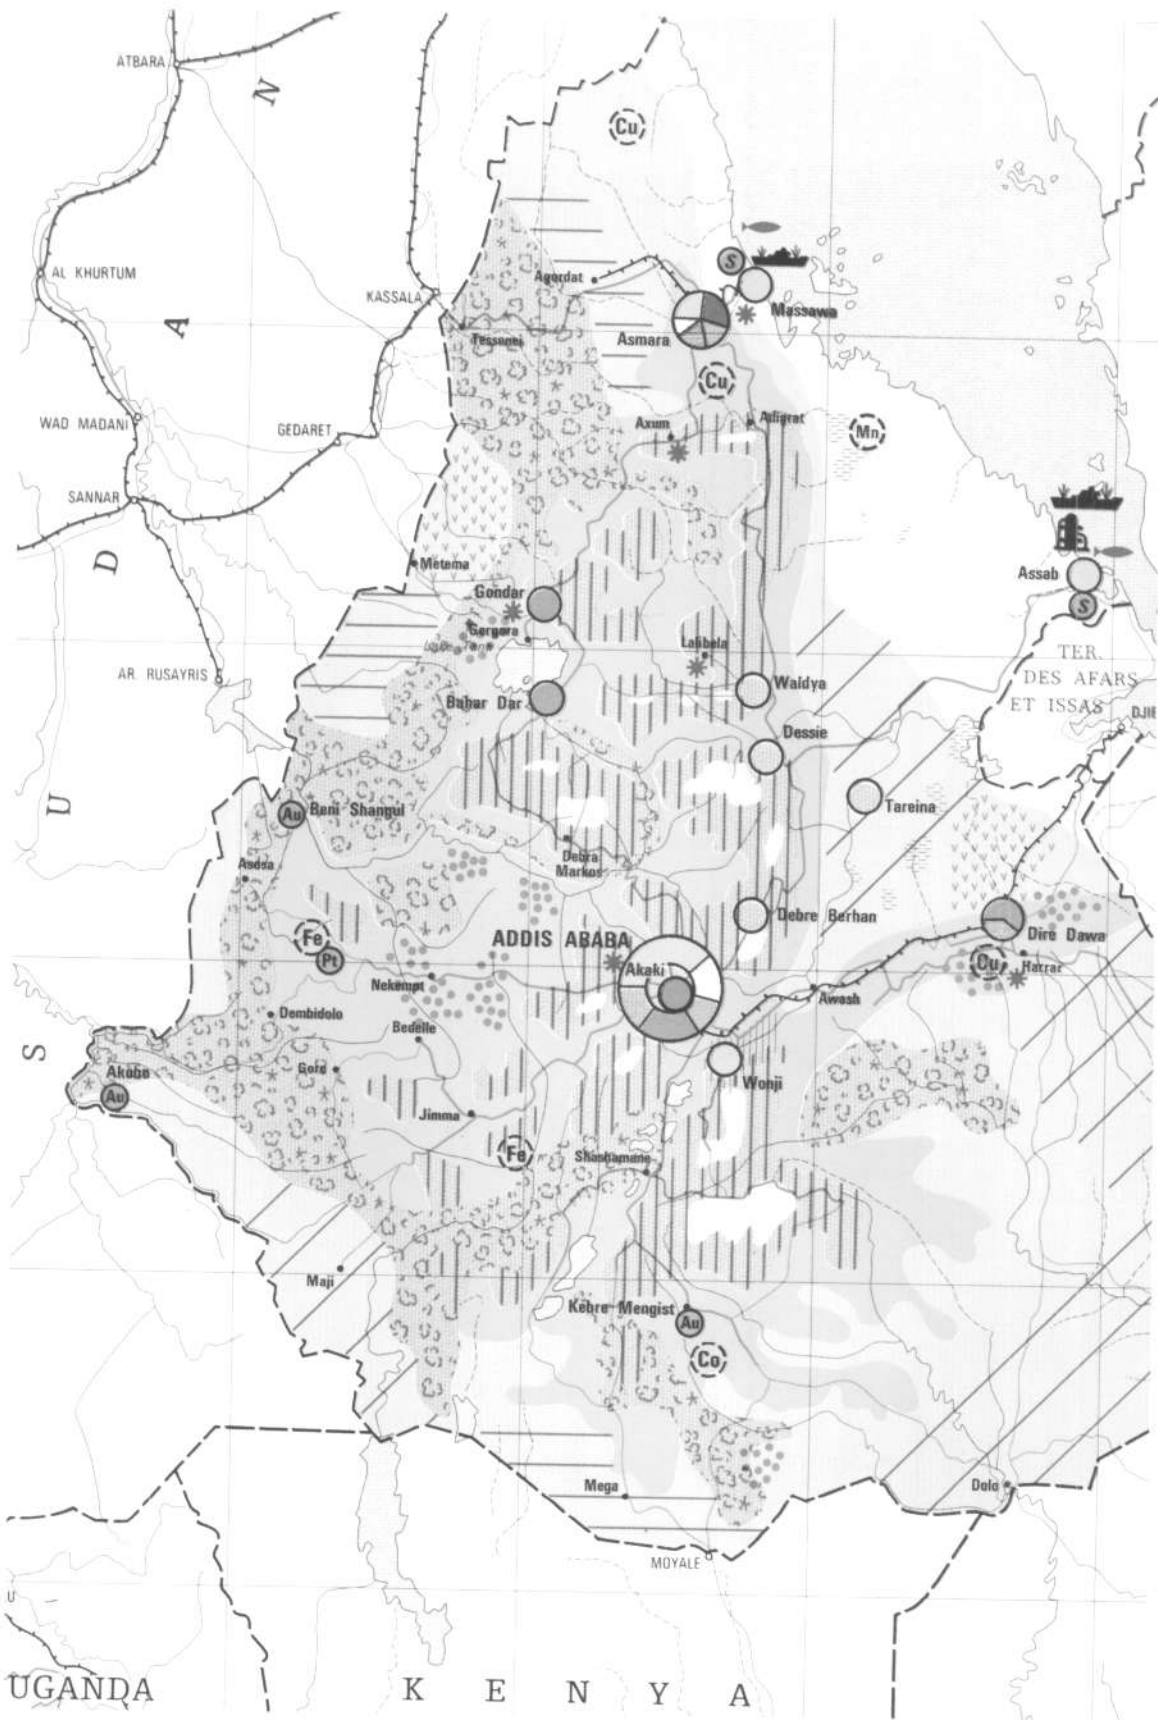 ATBARA
N
Cu
AL KHURTUM
S
Agordat
KASSALA
Massawa
A
Tessenei
Asmara
Cu
WAD MADANI
Axum
Adigrat
GEDARET
Mn
SANNAR
D
Metema
Assab
Gondar
S
Gorgora
Lalibela
TER.
DES AFARS
ET ISSAS
AR. RUSAYRIS
Bahar Dar
Waldya
DJIB
Dessie
U
Au
Beni Shangul
Tareina
Debra
Markos
Asosa
Debre Berhan
Fe
Pt
ADDIS ABABA
Dire Dawa
Akaki
Cu
Harrar
Nekempt
Awash
Dembidolo
Bedelle
S
Akobo
Gore
Au
Wonji
Jimma
Fe
Shashamane
Maji
Kebre-Mengist
Au
Co
Mega
Dolo
MOYALE
U
UGANDA
K E N Y A